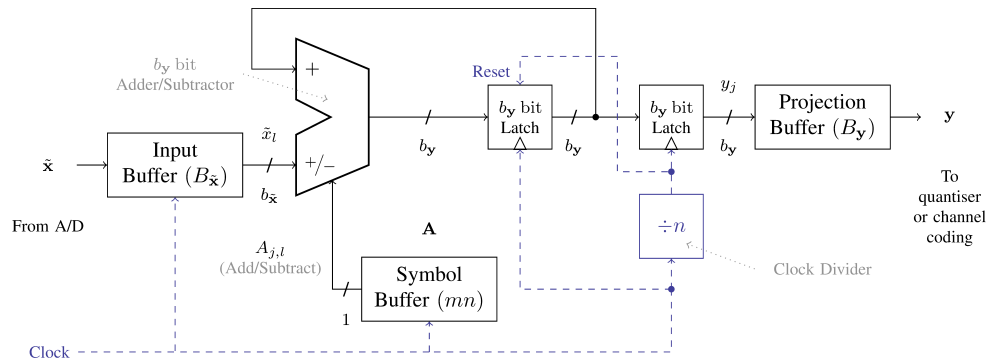 b_y bit
Adder/Subtractor
+
+/−
Reset
b_y bit
Latch
b_y bit
Latch
y_j
Projection
Buffer (B_y)
y
b_y
b_y
b_y
x̃
Input
Buffer (B_x̃)
x̃_l
b_x̃
From A/D
To
quantiser
or channel
coding
A
÷n
A_{j,l}
(Add/Subtract)
Symbol
Buffer (mn)
1
Clock Divider
Clock